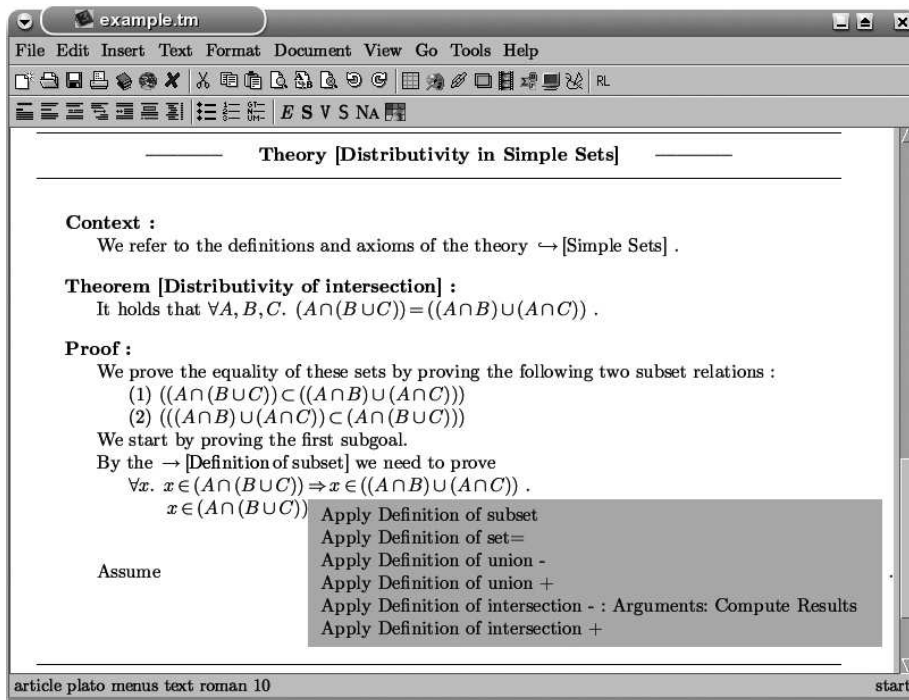 example.tm
File Edit Insert Text Format Document View Go Tools Help
RL
E S V S NA
Theory [Distributivity in Simple Sets]
Context :
We refer to the definitions and axioms of the theory ↪[Simple Sets] .
Theorem [Distributivity of intersection] :
It holds that ∀A, B, C. (A∩(B∪C))=((A∩B)∪(A∩C)) .
Proof :
We prove the equality of these sets by proving the following two subset relations :
(1) ((A∩(B∪C))⊂((A∩B)∪(A∩C)))
(2) (((A∩B)∪(A∩C))⊂(A∩(B∪C)))
We start by proving the first subgoal.
By the → [Definition of subset] we need to prove
∀x. x∈(A∩(B∪C))⇒x∈((A∩B)∪(A∩C)) .
x∈(A∩(B∪C))
Apply Definition of subset
Apply Definition of set=
Apply Definition of union -
Assume .
Apply Definition of union +
Apply Definition of intersection - : Arguments: Compute Results
Apply Definition of intersection +
article plato menus text roman 10 start